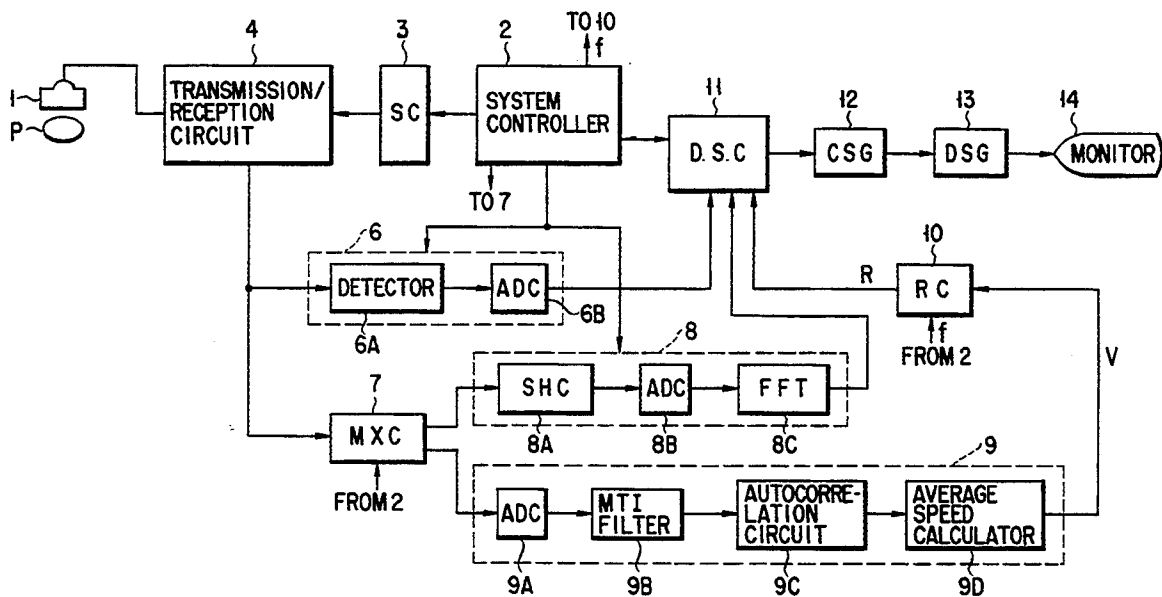 4
3
2
TO 10
f
1
P
TRANSMISSION/
RECEPTION
CIRCUIT
SC
SYSTEM
CONTROLLER
11
D.S.C
12
CSG
13
DSG
14
MONITOR
TO 7
6
DETECTOR
ADC
6A
6B
R
10
RC
f
FROM 2
V
8
SHC
ADC
FFT
8A
8B
8C
7
MXC
FROM 2
9
ADC
MTI
FILTER
AUTOCORRE-
LATION
CIRCUIT
AVERAGE
SPEED
CALCULATOR
9A
9B
9C
9D